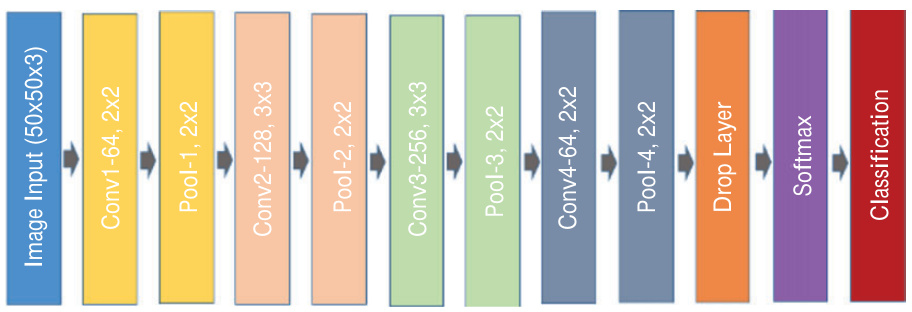 Image Input (50x50x3)
Conv1-64, 2x2
Pool-1, 2x2
Conv2-128, 3x3
Pool-2, 2x2
Conv3-256, 3x3
Pool-3, 2x2
Conv4-64, 2x2
Pool-4, 2x2
Drop Layer
Softmax
Classification